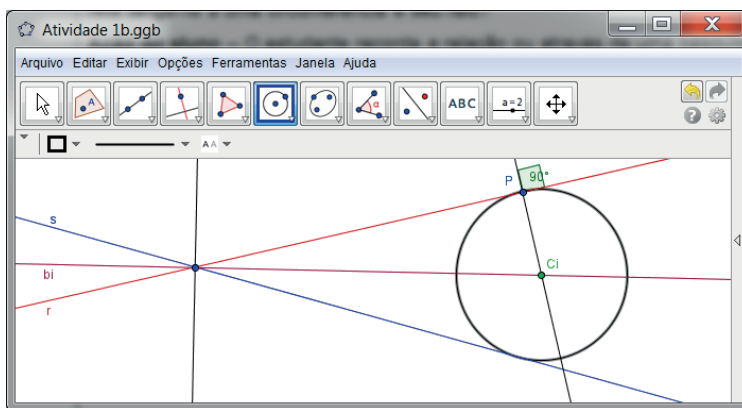 Atividade 1b.ggb
Arquivo Editar Exibir Opções Ferramentas Janela Ajuda
A
α
ABC
a=2
A A
P
90°
s
Ci
bi
r